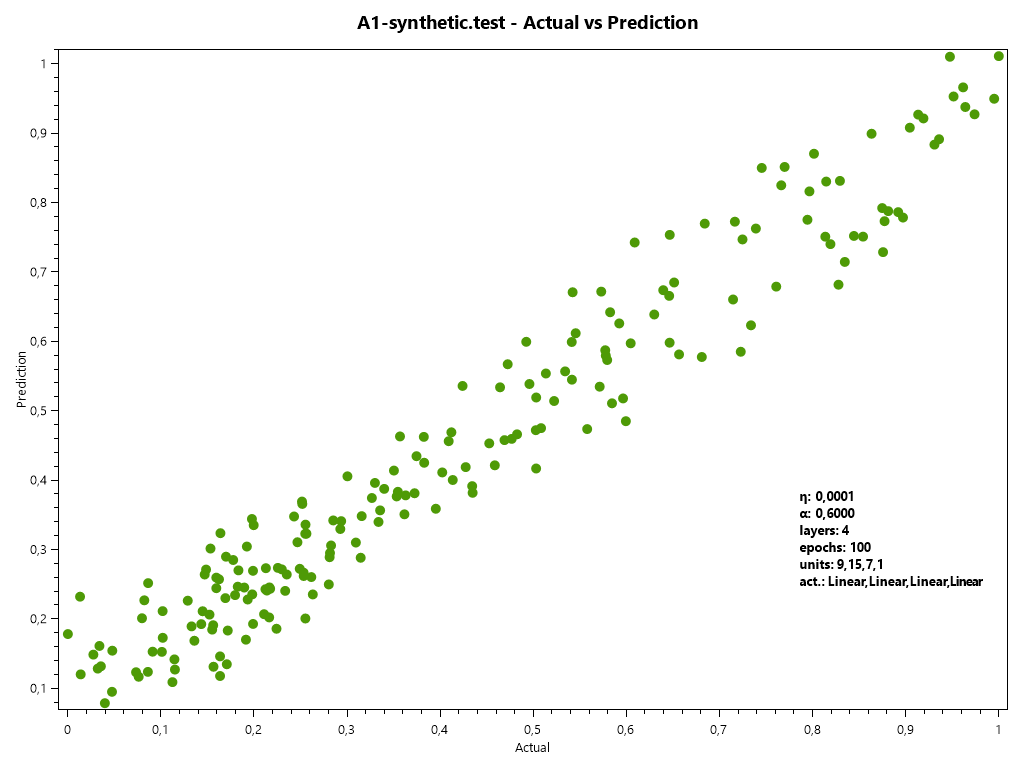 A1-synthetic.test - Actual vs Prediction
1
0,9
0,8
0,7
0,6
0,5
0,4
0,3
0,2
0,1
Prediction
η: 0,0001
α: 0,6000
layers: 4
epochs: 100
units: 9,15,7,1
act.: Linear,Linear,Linear,Linear
0 0,1 0,2 0,3 0,4 0,5 0,6 0,7 0,8 0,9 1
Actual